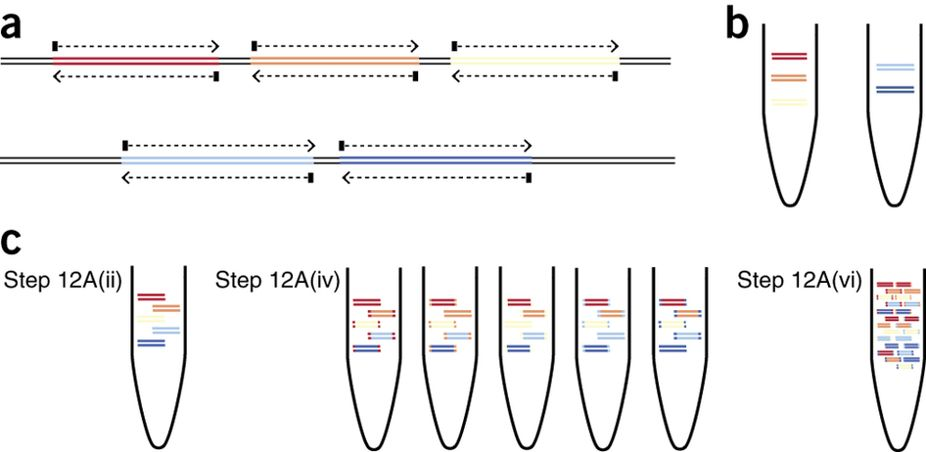 a
b
c
Step 12A(ii)
Step 12A(iv)
Step 12A(vi)